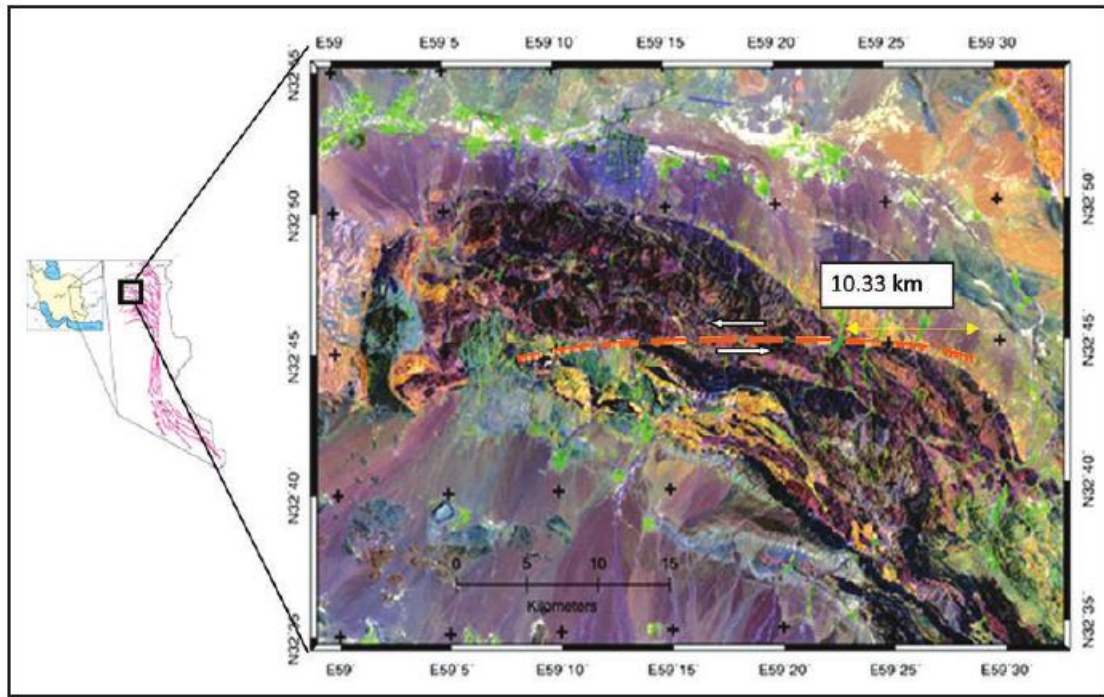 E59 E59°5′ E59°10′ E59°15′ E59°20′ E59°25′ E59°30′
N32°55′
N32°50′ N32°50′
10.33 km
N32°45′ N32°45′
N32°40′ N32°40′
0 5 10 15
Kilometers
N32°35′ N32°35′
E59 E59°5′ E59°10′ E59°15′ E59°20′ E59°25′ E59°30′